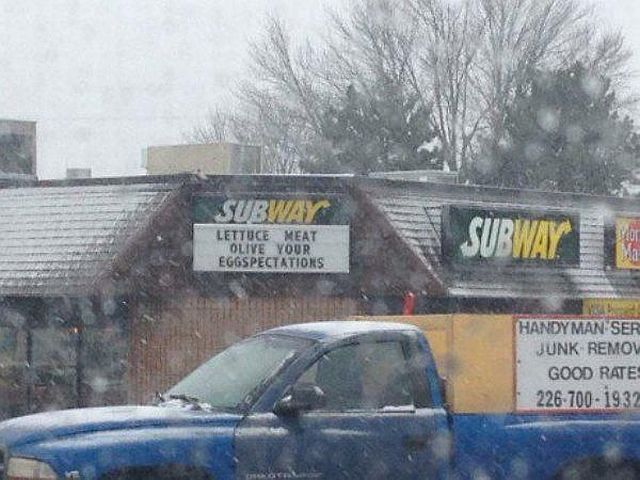 SUBWAY
LETTUCE MEAT
OLIVE YOUR
EGGSPECTATIONS
SUBWAY
HANDYMAN SER
JUNK REMOV
GOOD RATES
226-700-1932